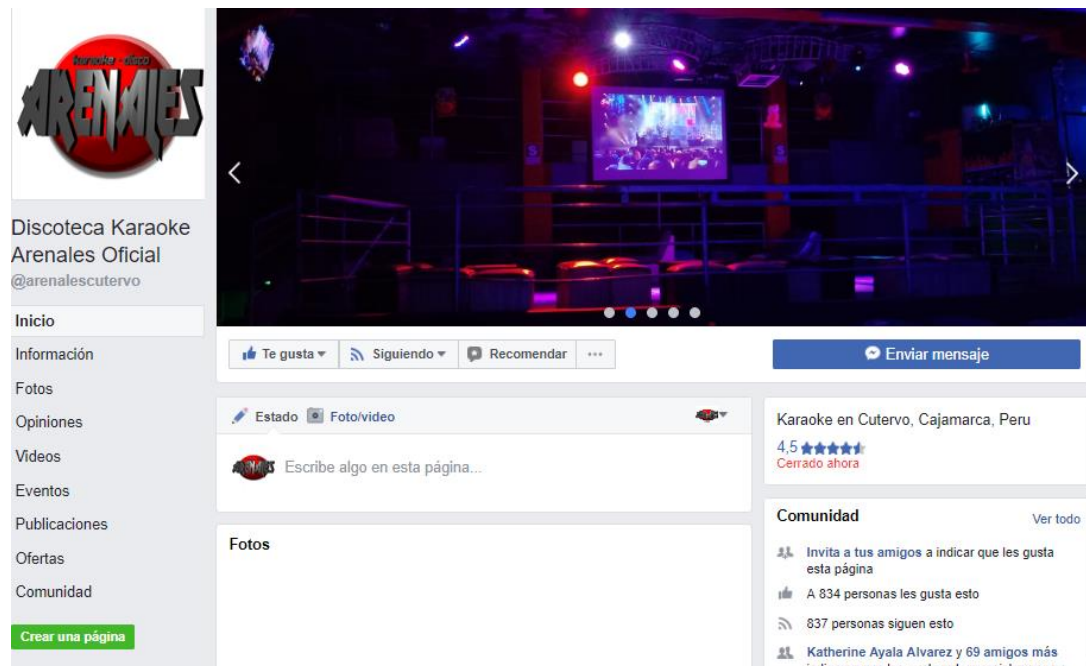 karaoke - disco
ARENALES
Discoteca Karaoke
Arenales Oficial
@arenalescutervo
Inicio
Información
Fotos
Opiniones
Videos
Eventos
Publicaciones
Ofertas
Comunidad
Crear una página
Te gusta
Siguiendo
Recomendar
Enviar mensaje
Estado
Foto/video
ARENALES
Escribe algo en esta página...
Fotos
Karaoke en Cutervo, Cajamarca, Peru
4,5
Cerrado ahora
Comunidad
Ver todo
Invita a tus amigos a indicar que les gusta
esta página
A 834 personas les gusta esto
837 personas siguen esto
Katherine Ayala Alvarez y 69 amigos más